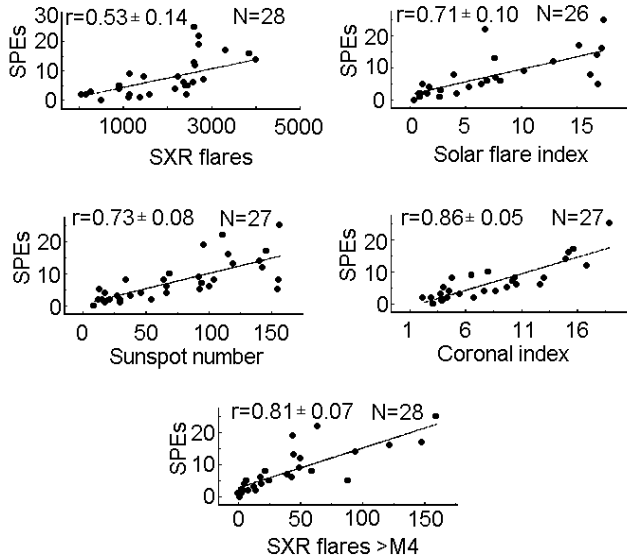 r=0.53 ± 0.14 N=28
SPEs
30
20
10
0
1000 3000 5000
SXR flares
r=0.71 ± 0.10 N=26
SPEs
20
10
0
0 5 10 15
Solar flare index
r=0.73 ± 0.08 N=27
SPEs
20
10
0
0 50 100 150
Sunspot number
r=0.86 ± 0.05 N=27
SPEs
20
10
0
1 6 11 16
Coronal index
r=0.81 ± 0.07 N=28
SPEs
20
10
0
0 50 100 150
SXR flares >M4